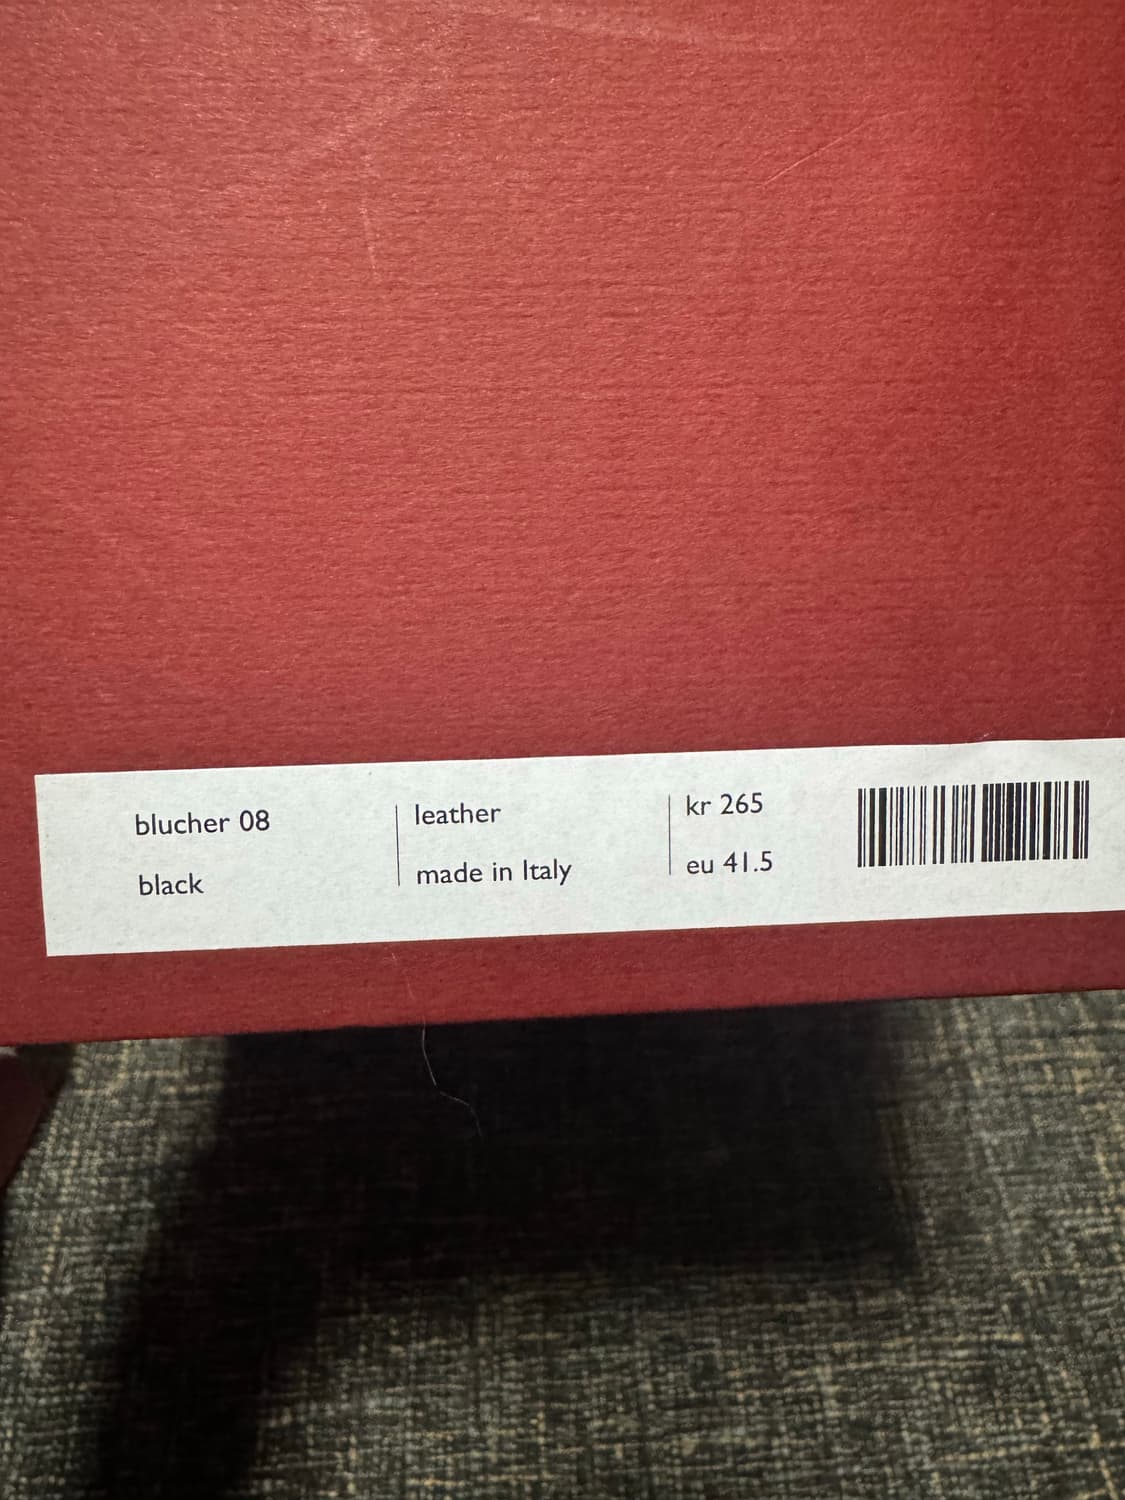 blucher 08
black
leather
made in Italy
kr 265
eu 41.5